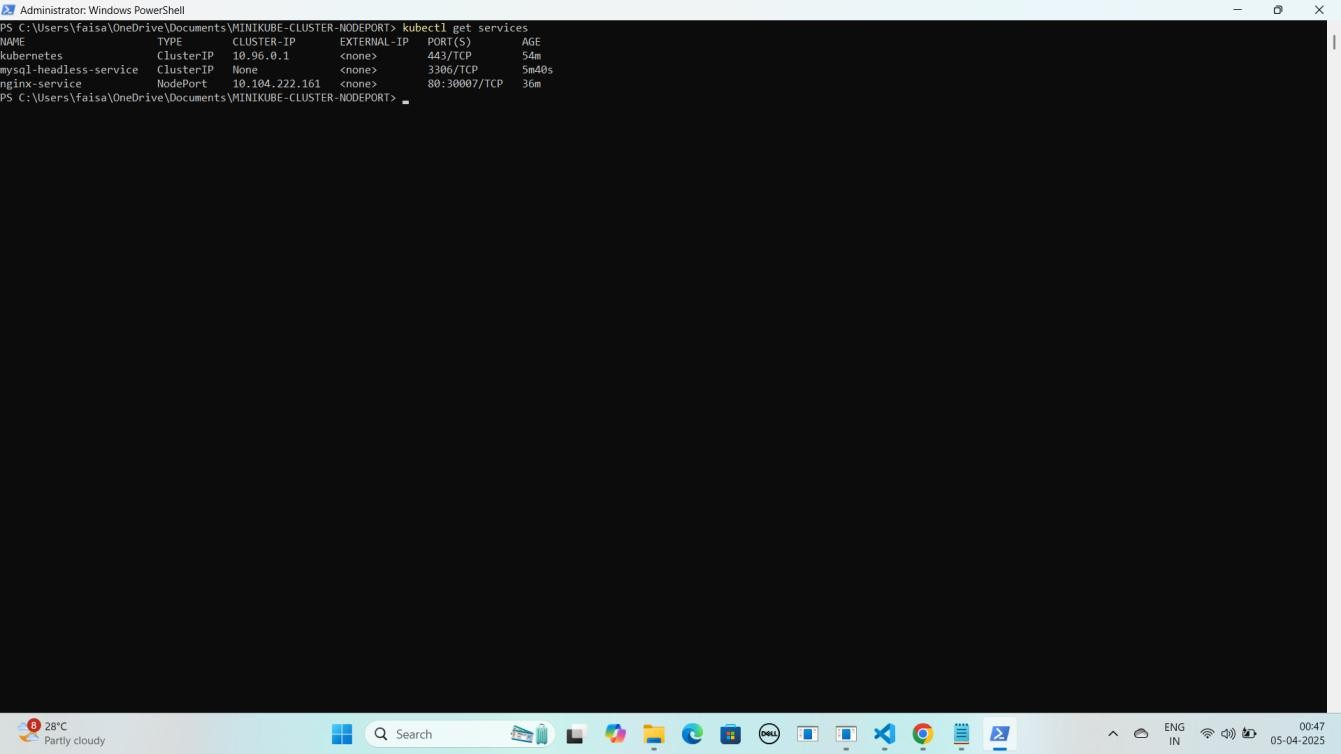 Administrator: Windows PowerShell
PS C:\Users\faisa\OneDrive\Documents\MINIKUBE-CLUSTER-NODEPORT> kubectl get services
NAME TYPE CLUSTER-IP EXTERNAL-IP PORT(S) AGE
kubernetes ClusterIP 10.96.0.1 <none> 443/TCP 54m
mysql-headless-service ClusterIP None <none> 3306/TCP 5m40s
nginx-service NodePort 10.104.222.161 <none> 80:30007/TCP 36m
PS C:\Users\faisa\OneDrive\Documents\MINIKUBE-CLUSTER-NODEPORT>
8 28°C
Partly cloudy
Search
DELL
ENG
IN
00:47
05-04-2025